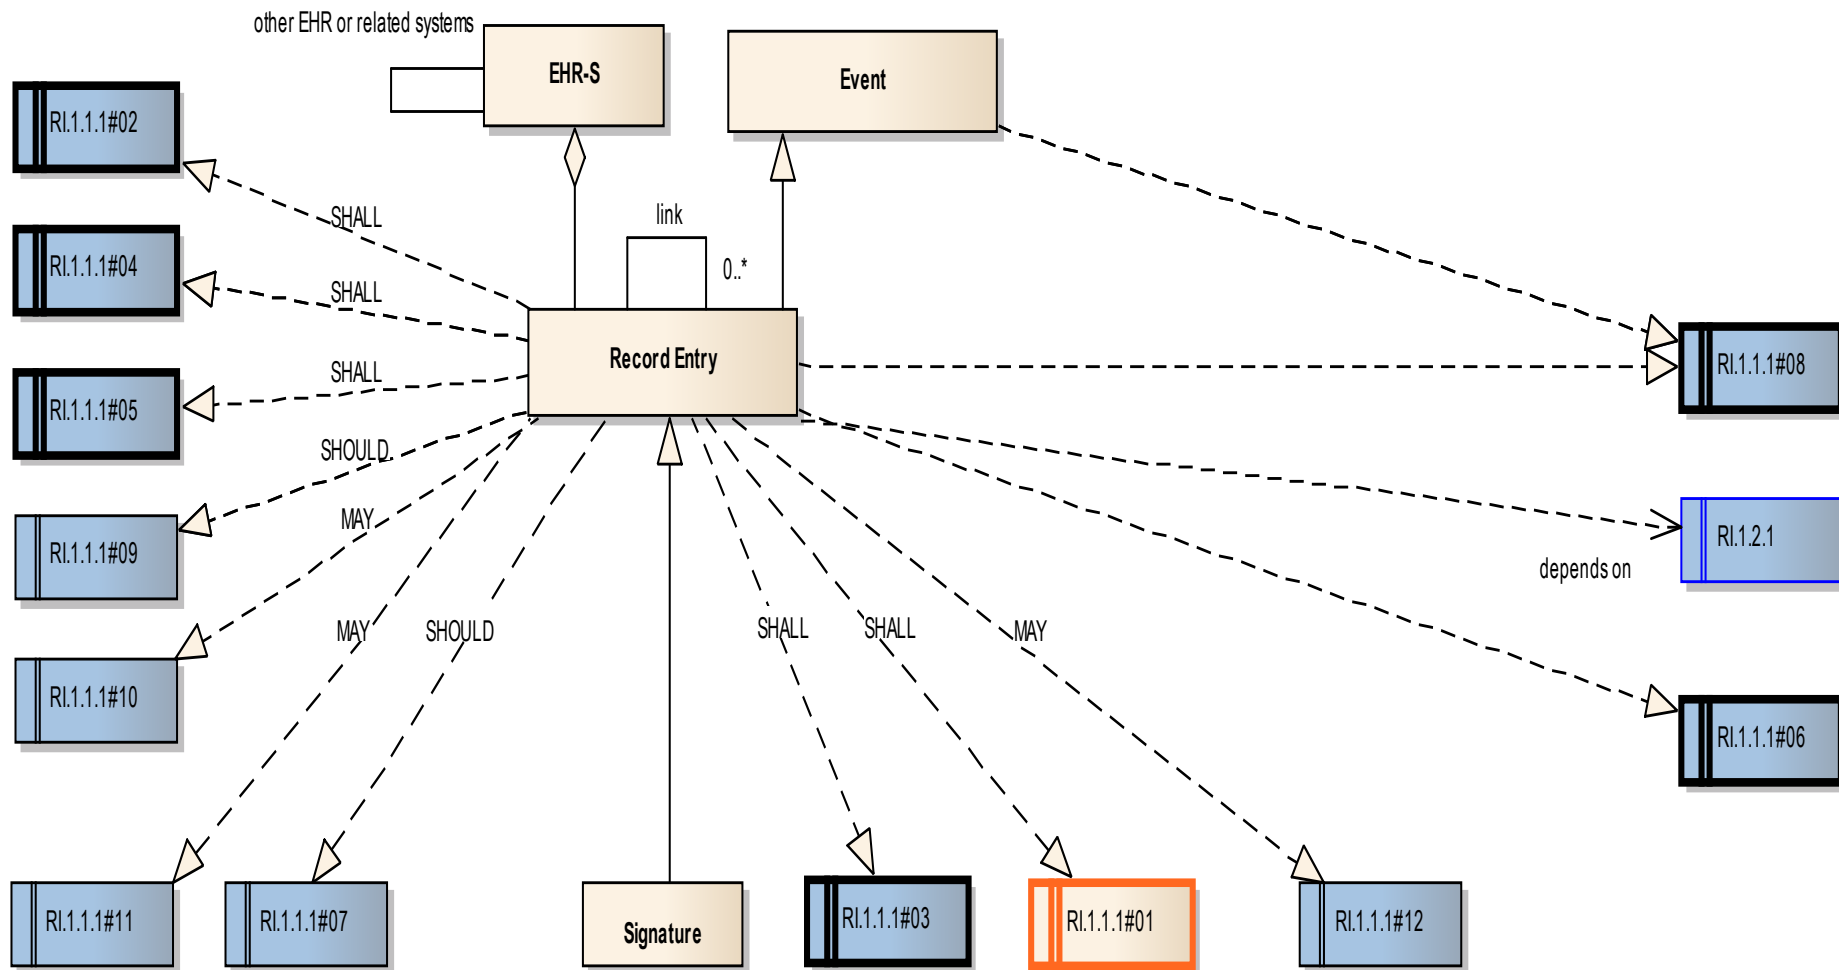 other EHR or related systems
EHR-S
Event
RI.1.1.1#02
SHALL
link
0..*
RI.1.1.1#04
SHALL
Record Entry
RI.1.1.1#08
SHALL
RI.1.1.1#05
SHOULD
RI.1.1.1#09
MAY
RI.1.2.1
depends on
MAY
SHOULD
SHALL
SHALL
MAY
RI.1.1.1#10
RI.1.1.1#06
RI.1.1.1#11
RI.1.1.1#07
Signature
RI.1.1.1#03
RI.1.1.1#01
RI.1.1.1#12